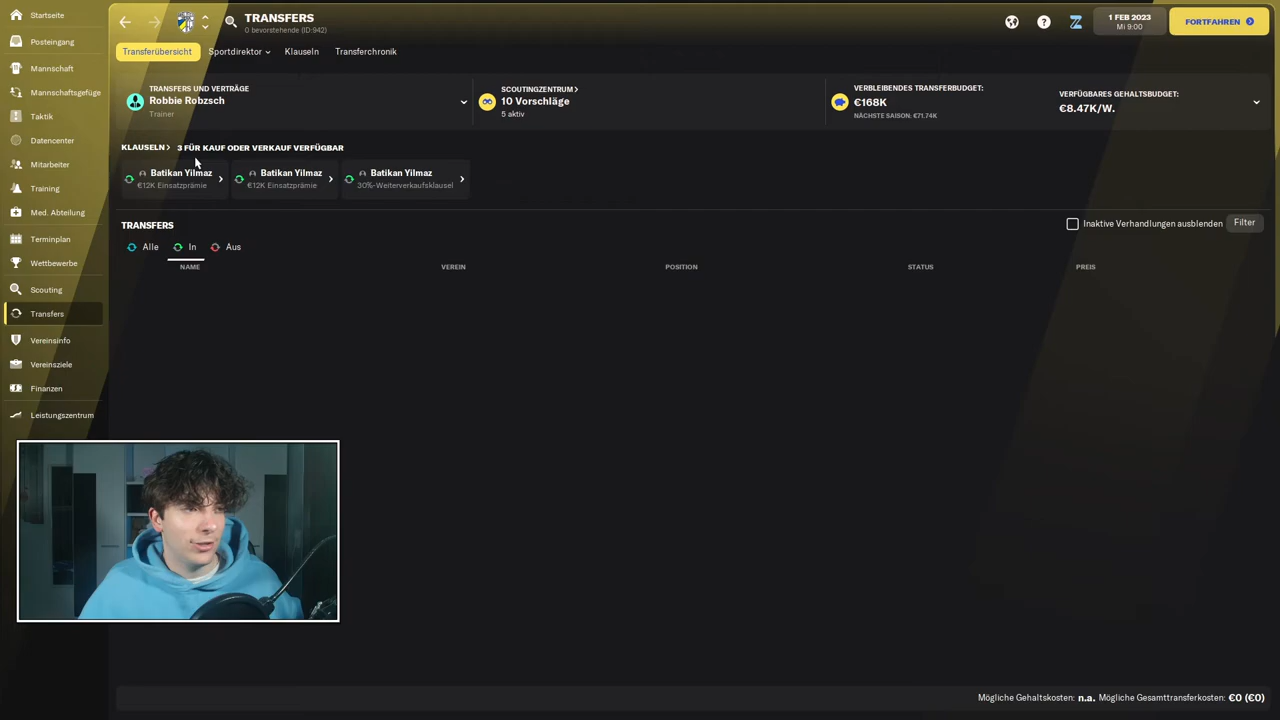 Startseite
Posteingang
Mannschaft
Mannschaftsgefüge
Taktik
Datencenter
Mitarbeiter
Training
Med. Abteilung
Terminplan
Wettbewerbe
Scouting
Transfers
Vereinsinfo
Vereinsziele
Finanzen
Leistungszentrum
TRANSFERS
0 bevorstehende (ID:942)
1 FEB 2023
Mi 9:00
FORTFAHREN
Transferübersicht
Sportdirektor
Klauseln
Transferchronik
TRANSFERS UND VERTRÄGE
Robbie Robzsch
Trainer
SCOUTINGZENTRUM
10 Vorschläge
5 aktiv
VERBLEIBENDES TRANSFERBUDGET:
€168K
NÄCHSTE SAISON: €71.74K
VERFÜGBARES GEHALTSBUDGET:
€8.47K/W.
KLAUSELN 3 FÜR KAUF ODER VERKAUF VERFÜGBAR
Batikan Yilmaz
€12K Einsatzprämie
Batikan Yilmaz
€12K Einsatzprämie
Batikan Yilmaz
30%-Weiterverkaufsklausel
TRANSFERS
Inaktive Verhandlungen ausblenden
Filter
Alle
In
Aus
NAME VEREIN POSITION STATUS PREIS
Mögliche Gehaltskosten: n.a. Mögliche Gesamttransferkosten: €0 (€0)